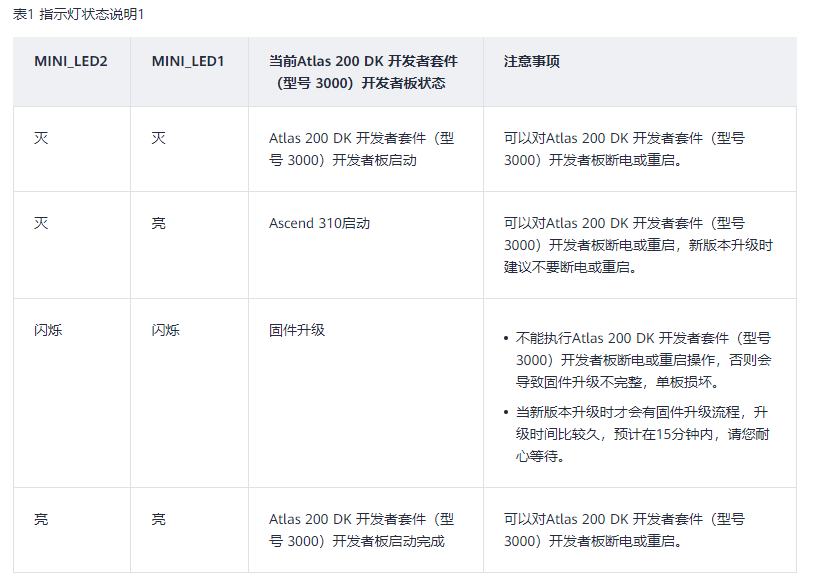 表1 指示灯状态说明1
MINI_LED2
MINI_LED1
当前Atlas 200 DK 开发者套件
（型号 3000）开发者板状态
注意事项
灭
灭
Atlas 200 DK 开发者套件（型
号 3000）开发者板启动
可以对Atlas 200 DK 开发者套件（型号
3000）开发者板断电或重启。
灭
亮
Ascend 310启动
可以对Atlas 200 DK 开发者套件（型号
3000）开发者板断电或重启，新版本升级时
建议不要断电或重启。
闪烁
闪烁
固件升级
• 不能执行Atlas 200 DK 开发者套件（型号
3000）开发者板断电或重启操作，否则会
导致固件升级不完整，单板损坏。
• 当新版本升级时才会有固件升级流程，升
级时间比较久，预计在15分钟内，请您耐
心等待。
亮
亮
Atlas 200 DK 开发者套件（型
号 3000）开发者板启动完成
可以对Atlas 200 DK 开发者套件（型号
3000）开发者板断电或重启。